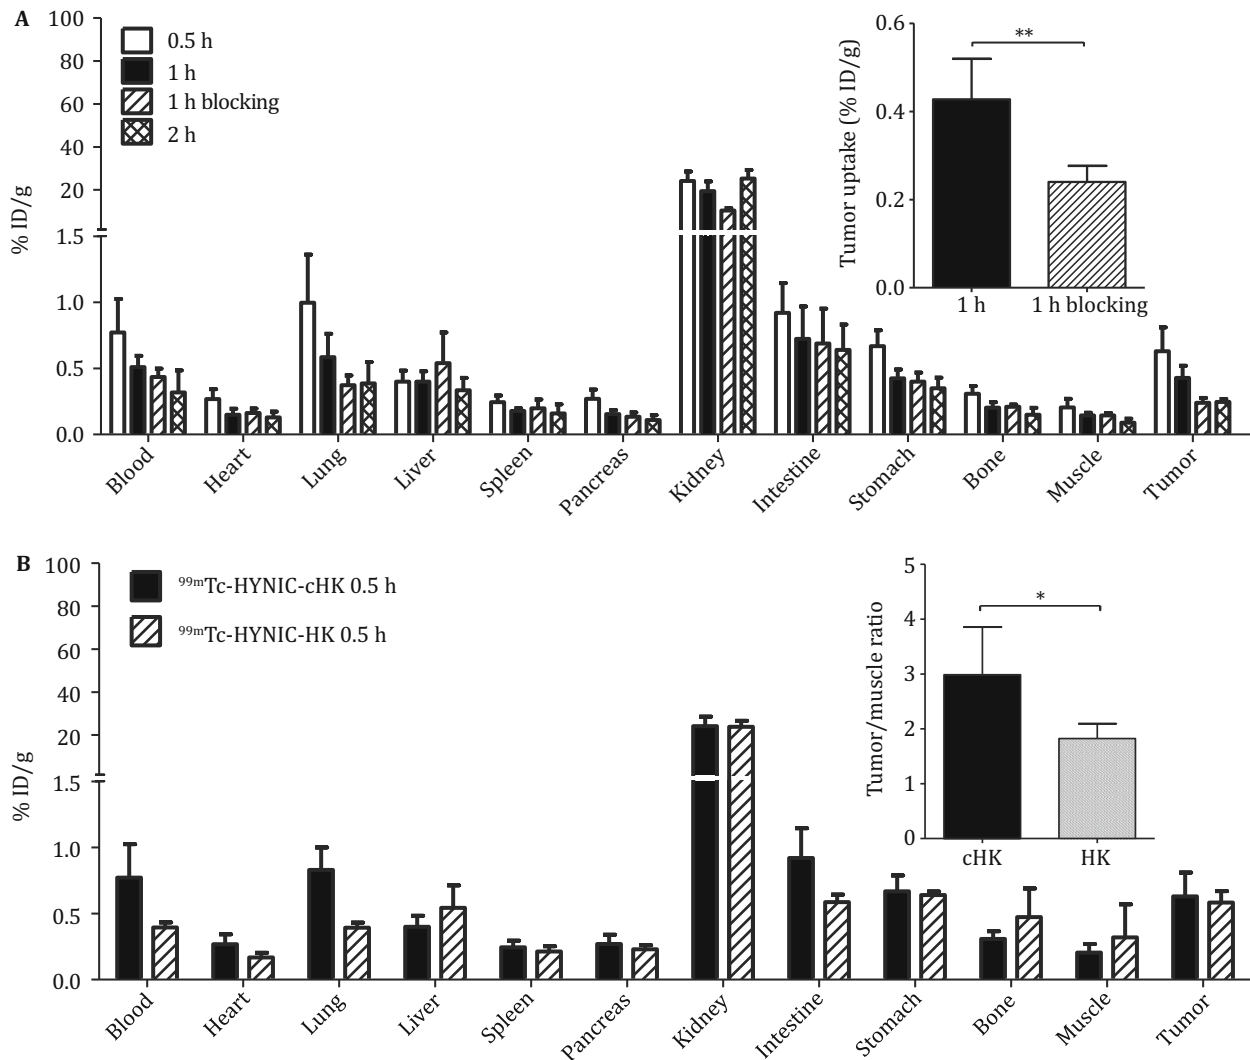 A
100
80
60
40
20
1.5
1.0
0.5
0.0
% ID/g
0.5 h
1 h
1 h blocking
2 h
Blood
Heart
Lung
Liver
Spleen
Pancreas
Kidney
Intestine
Stomach
Bone
Muscle
Tumor
0.6
0.4
0.2
0.0
Tumor uptake (% ID/g)
**
1 h
1 h blocking
B
100
80
60
40
20
1.5
1.0
0.5
0.0
% ID/g
99mTc-HYNIC-cHK 0.5 h
99mTc-HYNIC-HK 0.5 h
Blood
Heart
Lung
Liver
Spleen
Pancreas
Kidney
Intestine
Stomach
Bone
Muscle
Tumor
5
4
3
2
1
0
Tumor/muscle ratio
*
cHK
HK